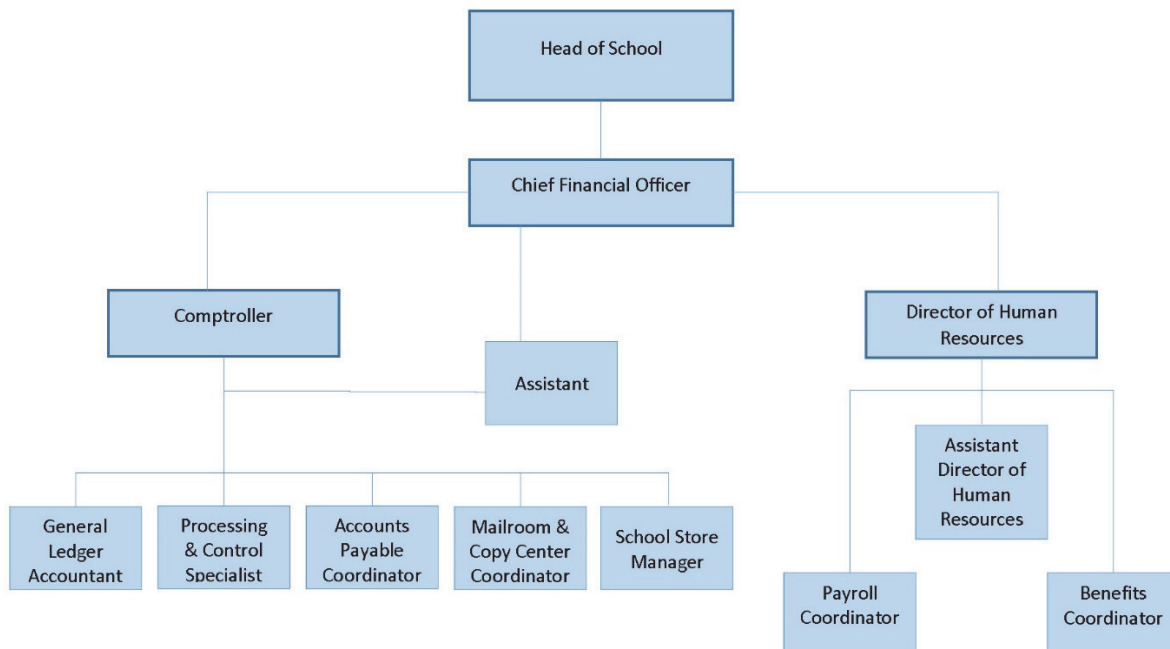 Head of School
Chief Financial Officer
Comptroller
Director of Human
Resources
Assistant
Assistant
Director of
Human
Resources
General
Ledger
Accountant
Processing
& Control
Specialist
Accounts
Payable
Coordinator
Mailroom &
Copy Center
Coordinator
School Store
Manager
Payroll
Coordinator
Benefits
Coordinator